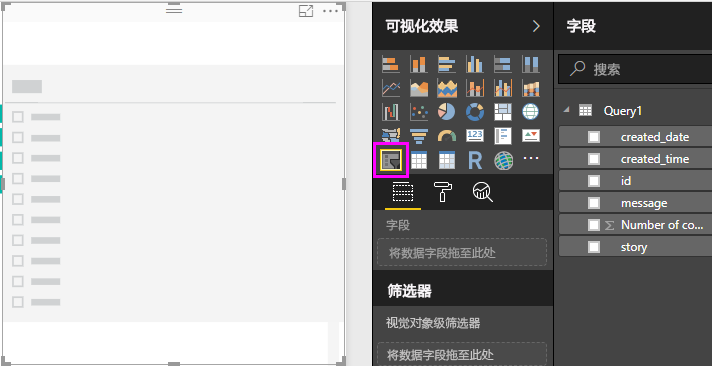 可视化效果
123
R
字段
将数据字段拖至此处
筛选器
视觉对象级筛选器
将数据字段拖至此处
字段
搜索
Query1
created_date
created_time
id
message
Σ Number of co...
story